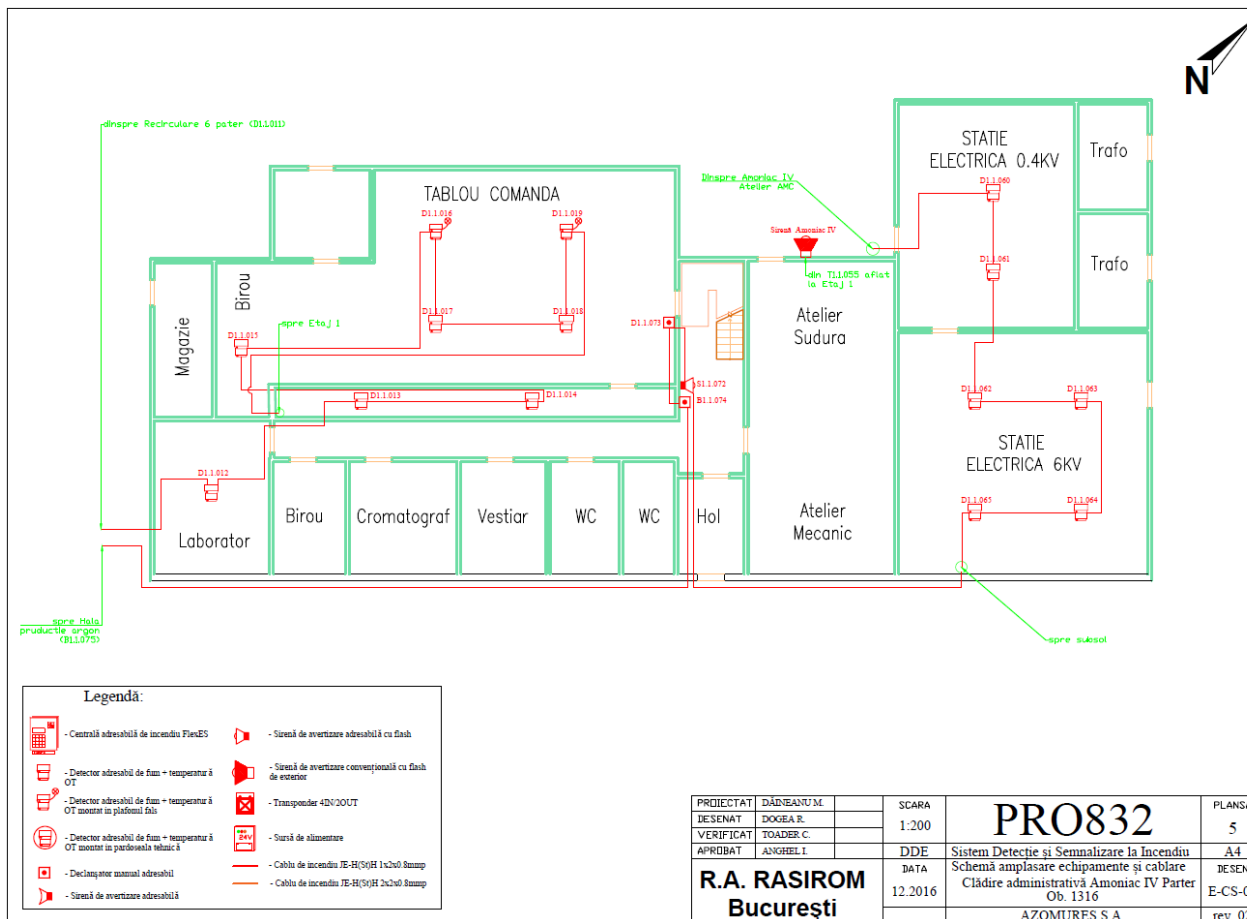 N
dinspre Recirculare 6 pater (D1.1.011)
STATIE
ELECTRICA 0.4KV
Trafo
D1.1.060
Dinspre Amoniac IV
Atelier AMC
TABLOU COMANDA
D1.1.016
D1.1.019
Sirenă Amoniac IV
din T1.1.055 aflat
la Etaj 1
D1.1.061
Trafo
Birou
Magazie
D1.1.017
D1.1.018
spre Etaj 1
D1.1.073
Atelier
Sudura
D1.1.015
S1.1.072
B1.1.074
D1.1.013
D1.1.014
D1.1.062
D1.1.063
STATIE
ELECTRICA 6KV
D1.1.012
D1.1.065
D1.1.064
Laborator
Birou
Cromatograf
Vestiar
WC
WC
Hol
Atelier
Mecanic
spre Hala
pruductie argon
(B1.1.075)
spre subsol
Legendă:
- Centrală adresabilă de incendiu FlexES
- Detector adresabil de fum + temperatură
OT
- Detector adresabil de fum + temperatură
OT montat in plafonul fals
- Detector adresabil de fum + temperatură
OT montat in pardoseala tehnică
- Declanșator manual adresabil
- Sirenă de avertizare adresabilă
- Sirenă de avertizare adresabilă cu flash
- Sirenă de avertizare convențională cu flash
de exterior
- Transponder 4IN/2OUT
24V
- Sursă de alimentare
- Cablu de incendiu JE-H(St)H 1x2x0.8mmp
- Cablu de incendiu JE-H(St)H 2x2x0.8mmp
PROIECTAT DĂINEANU M.
DESENAT DOGEA R.
VERIFICAT TOADER C.
APROBAT ANGHEL I.
SCARA
1:200
DDE
DATA
12.2016
PRO832
Sistem Detecție și Semnalizare la Incendiu
Schemă amplasare echipamente și cablare
Clădire administrativă Amoniac IV Parter
Ob. 1316
AZOMUREȘ S.A.
PLANSA
5
A4
DESEN
E-CS-0
rev. 0
R.A. RASIROM
București